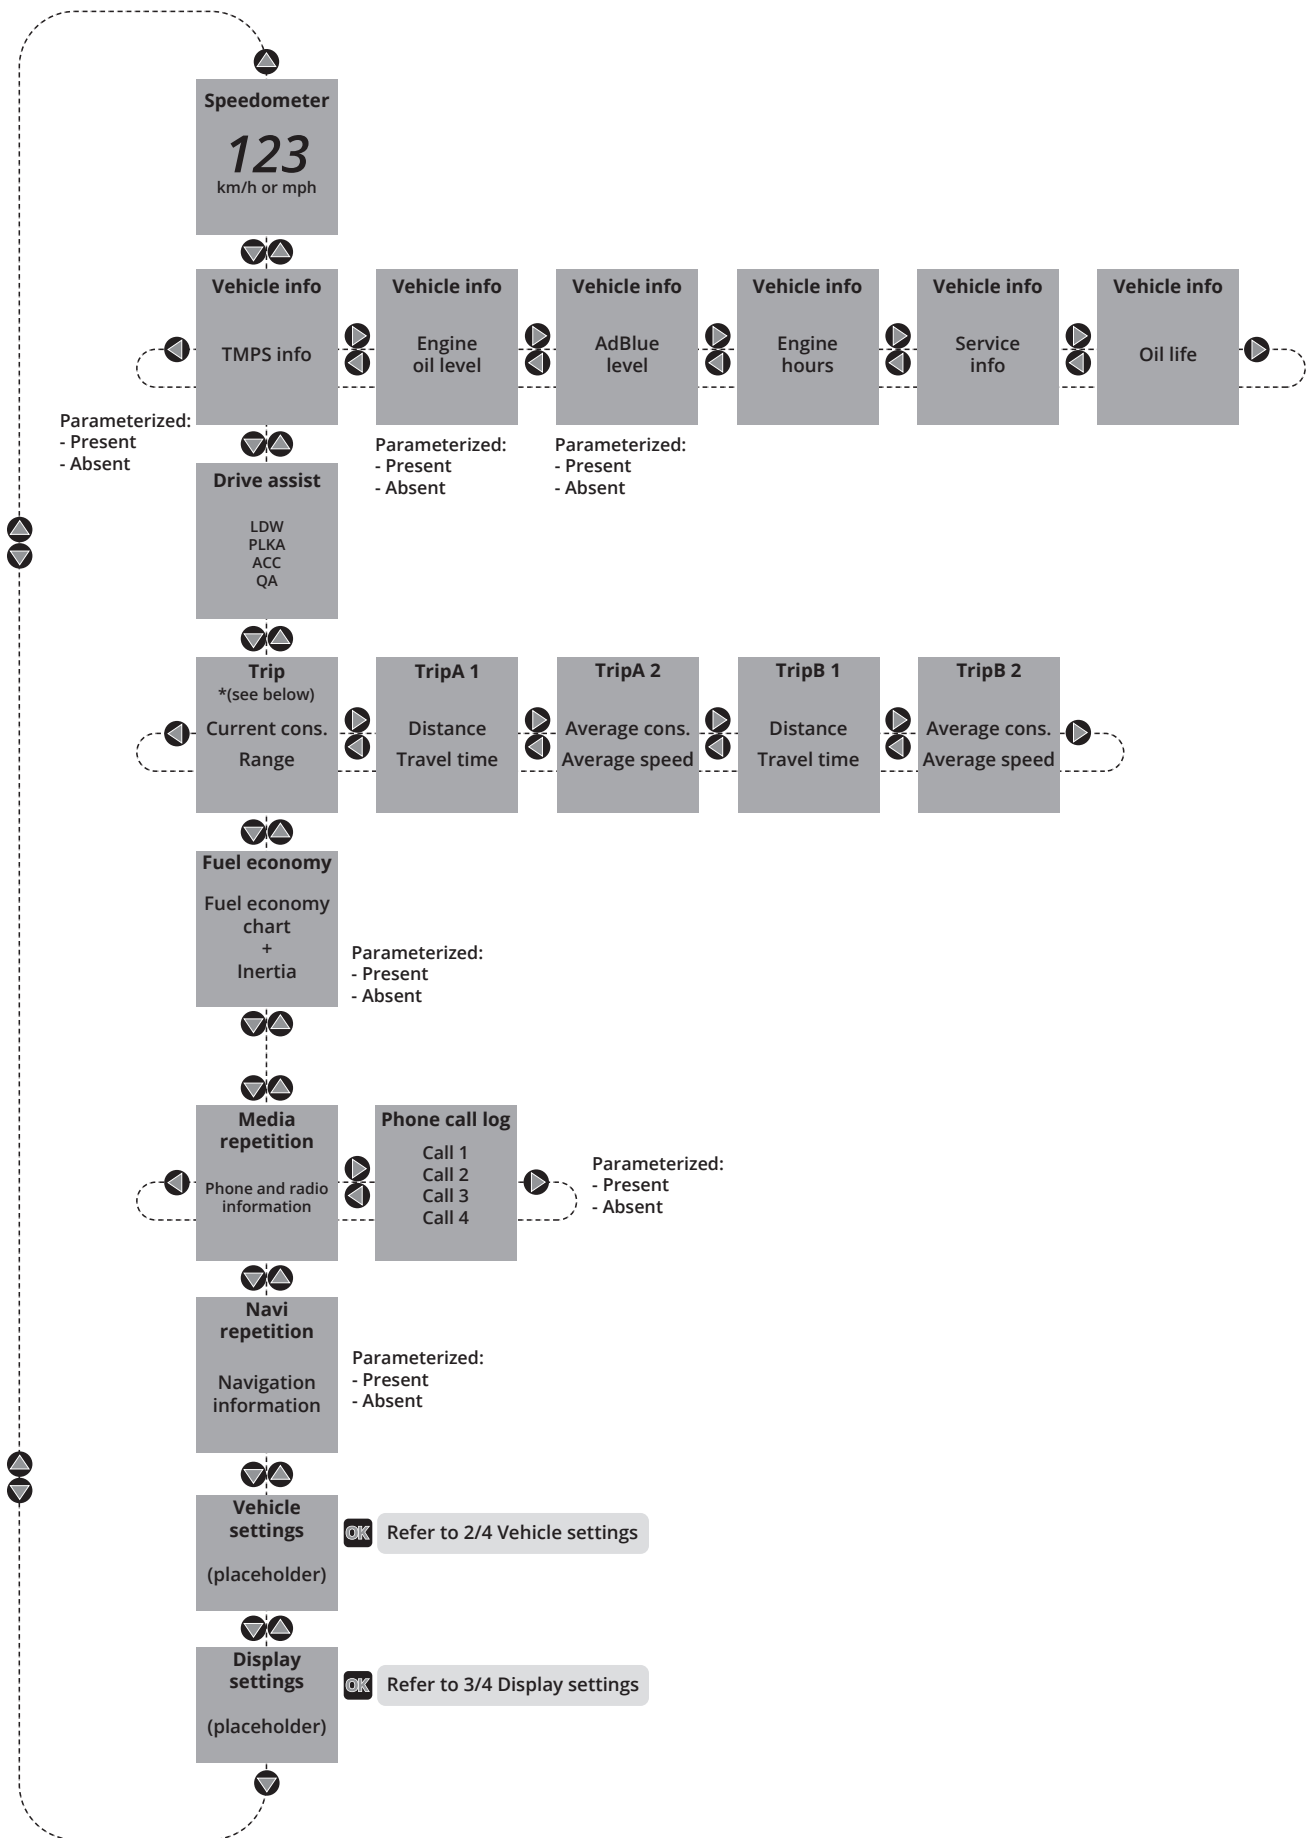 Speedometer
123
km/h or mph
Vehicle info
TMPS info
Vehicle info
Engine
oil level
Vehicle info
AdBlue
level
Vehicle info
Engine
hours
Vehicle info
Service
info
Vehicle info
Oil life
Parameterized:
- Present
- Absent
Parameterized:
- Present
- Absent
Parameterized:
- Present
- Absent
Drive assist
LDW
PLKA
ACC
QA
Trip
*(see below)
Current cons.
Range
TripA 1
Distance
Travel time
TripA 2
Average cons.
Average speed
TripB 1
Distance
Travel time
TripB 2
Average cons.
Average speed
Fuel economy
Fuel economy
chart
+
Inertia
Parameterized:
- Present
- Absent
Media
repetition
Phone and radio
information
Phone call log
Call 1
Call 2
Call 3
Call 4
Parameterized:
- Present
- Absent
Navi
repetition
Navigation
information
Parameterized:
- Present
- Absent
Vehicle
settings
(placeholder)
OK Refer to 2/4 Vehicle settings
Display
settings
(placeholder)
OK Refer to 3/4 Display settings